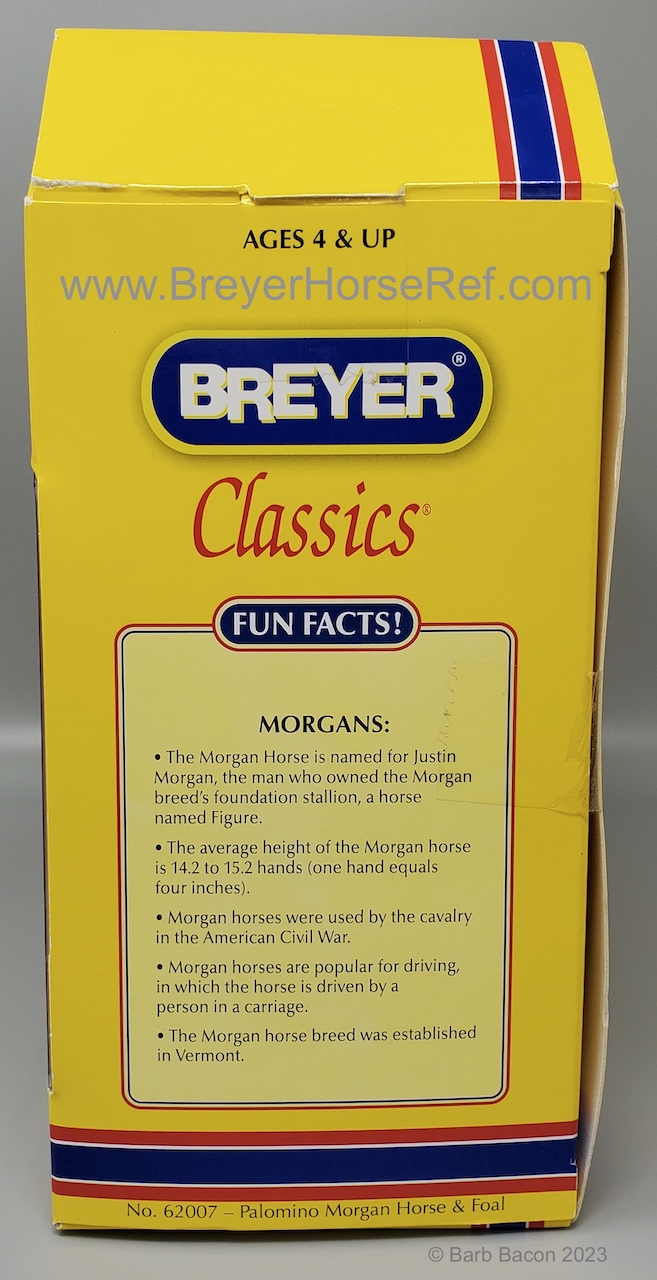 AGES 4 & UP
www.BreyerHorseRef.com
BREYER®
Classics®
FUN FACTS!
MORGANS:
• The Morgan Horse is named for Justin
Morgan, the man who owned the Morgan
breed's foundation stallion, a horse
named Figure.
• The average height of the Morgan horse
is 14.2 to 15.2 hands (one hand equals
four inches).
• Morgan horses were used by the cavalry
in the American Civil War.
• Morgan horses are popular for driving,
in which the horse is driven by a
person in a carriage.
• The Morgan horse breed was established
in Vermont.
No. 62007 – Palomino Morgan Horse & Foal
© Barb Bacon 2023